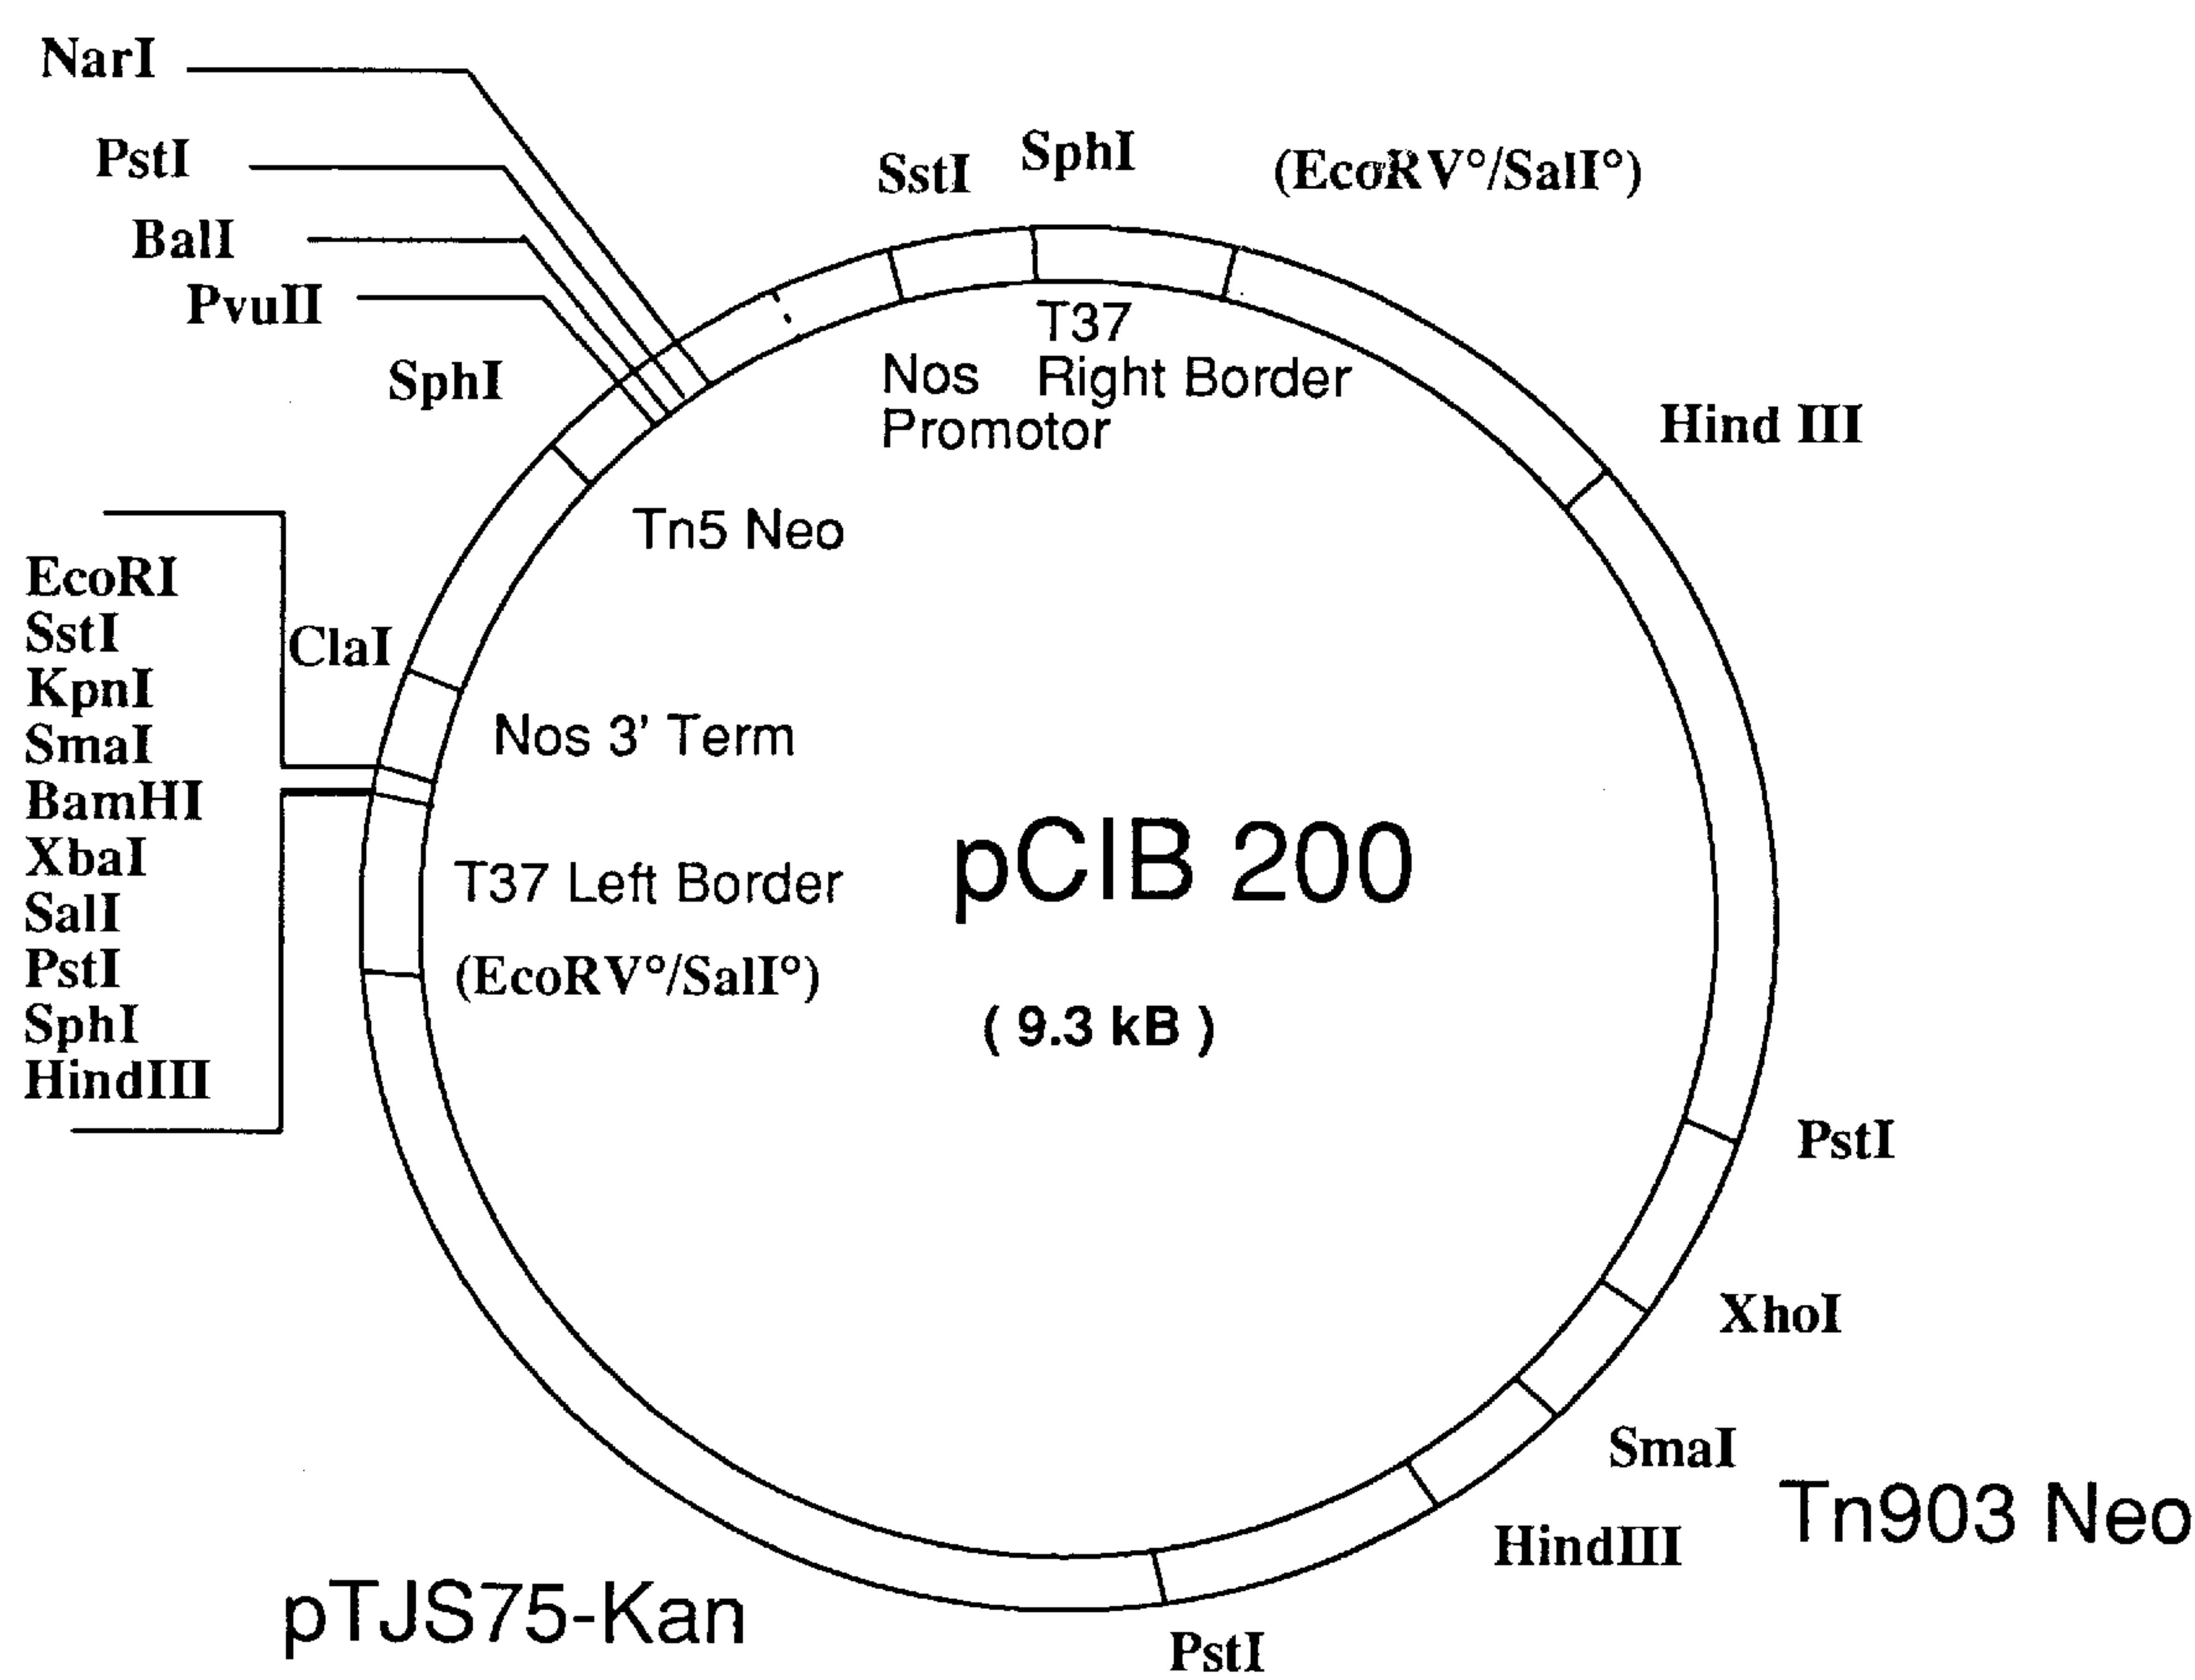 NarI
PstI
BalI
PvuII
SphI
SstI
SphI
(EcoRV°/SalI°)
T37
Right Border
Nos
Promotor
Hind III
Tn5 Neo
EcoRI
SstI
KpnI
SmaI
BamHI
XbaI
SalI
PstI
SphI
HindIII
ClaI
Nos 3' Term
T37 Left Border
(EcoRV°/SalI°)
pCIB 200
( 9.3 kB )
PstI
XhoI
SmaI
Tn903 Neo
HindIII
PstI
pTJS75-Kan